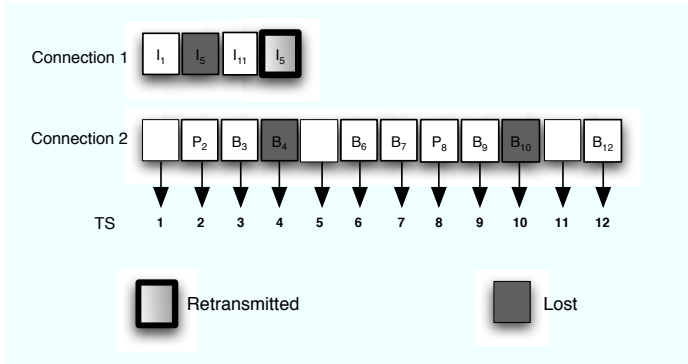 Connection 1 I₁ I₅ I₁₁ I₅
Connection 2 P₂ B₃ B₄ B₆ B₇ P₈ B₉ B₁₀ B₁₂
TS 1 2 3 4 5 6 7 8 9 10 11 12
Retransmitted Lost